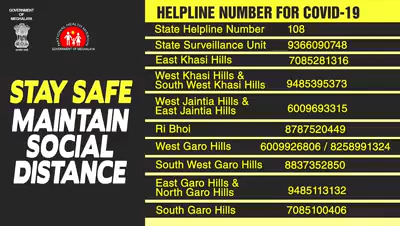 GOVERNMENT
OF
MEGHALAYA
GOVERNMENT OF MEGHALAYA
STAY SAFE
MAINTAIN
SOCIAL
DISTANCE
HELPLINE NUMBER FOR COVID-19
State Helpline Number 108
State Surveillance Unit 9366090748
East Khasi Hills 7085281316
West Khasi Hills &
South West Khasi Hills 9485395373
West Jaintia Hills &
East Jaintia Hills 6009693315
Ri Bhoi 8787520449
West Garo Hills 6009926806 / 8258991324
South West Garo Hills 8837352850
East Garo Hills &
North Garo Hills 9485113132
South Garo Hills 7085100406